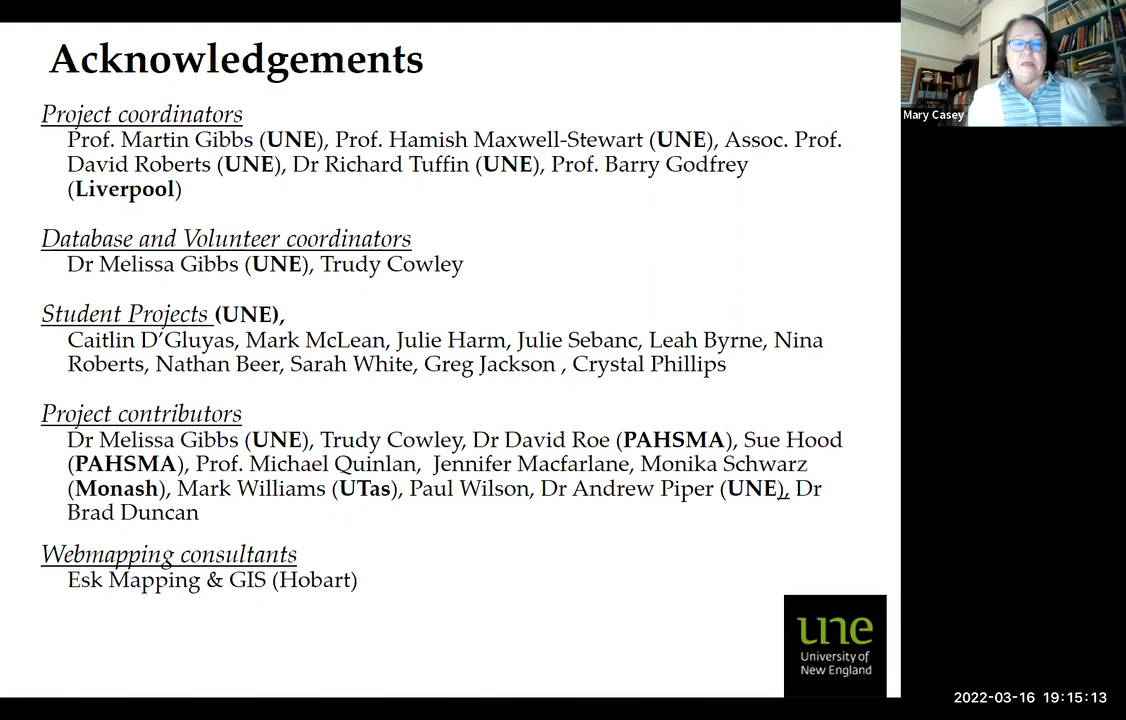 Acknowledgements
Project coordinators
Prof. Martin Gibbs (UNE), Prof. Hamish Maxwell-Stewart (UNE), Assoc. Prof.
David Roberts (UNE), Dr Richard Tuffin (UNE), Prof. Barry Godfrey
(Liverpool)
Database and Volunteer coordinators
Dr Melissa Gibbs (UNE), Trudy Cowley
Student Projects (UNE),
Caitlin D'Gluyas, Mark McLean, Julie Harm, Julie Sebanc, Leah Byrne, Nina
Roberts, Nathan Beer, Sarah White, Greg Jackson , Crystal Phillips
Project contributors
Dr Melissa Gibbs (UNE), Trudy Cowley, Dr David Roe (PAHSMA), Sue Hood
(PAHSMA), Prof. Michael Quinlan, Jennifer Macfarlane, Monika Schwarz
(Monash), Mark Williams (UTas), Paul Wilson, Dr Andrew Piper (UNE), Dr
Brad Duncan
Webmapping consultants
Esk Mapping & GIS (Hobart)
une
University of
New England
Mary Casey
2022-03-16 19:15:13